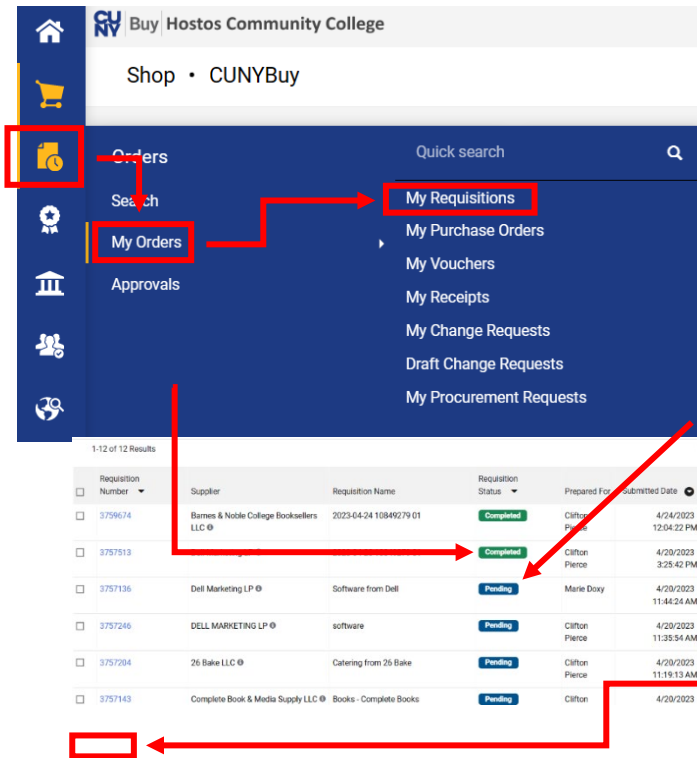 CUNY Buy Hostos Community College
Shop • CUNYBuy
Orders
Search
My Orders
Approvals
Quick search
My Requisitions
My Purchase Orders
My Vouchers
My Receipts
My Change Requests
Draft Change Requests
My Procurement Requests
1-12 of 12 Results
Requisition Number Supplier Requisition Name Requisition Status Prepared For Submitted Date
3759674 Barnes & Noble College Booksellers LLC 2023-04-24 10849279 01 Completed Clifton Pierce 4/24/2023 12:04:22 PM
3757513 Completed Clifton Pierce 4/20/2023 3:25:42 PM
3757136 Dell Marketing LP Software from Dell Pending Marie Doxy 4/20/2023 11:44:24 AM
3757246 DELL MARKETING LP software Pending Clifton Pierce 4/20/2023 11:35:54 AM
3757204 26 Bake LLC Catering from 26 Bake Pending Clifton Pierce 4/20/2023 11:19:13 AM
3757143 Complete Book & Media Supply LLC Books - Complete Books Pending Clifton 4/20/2023